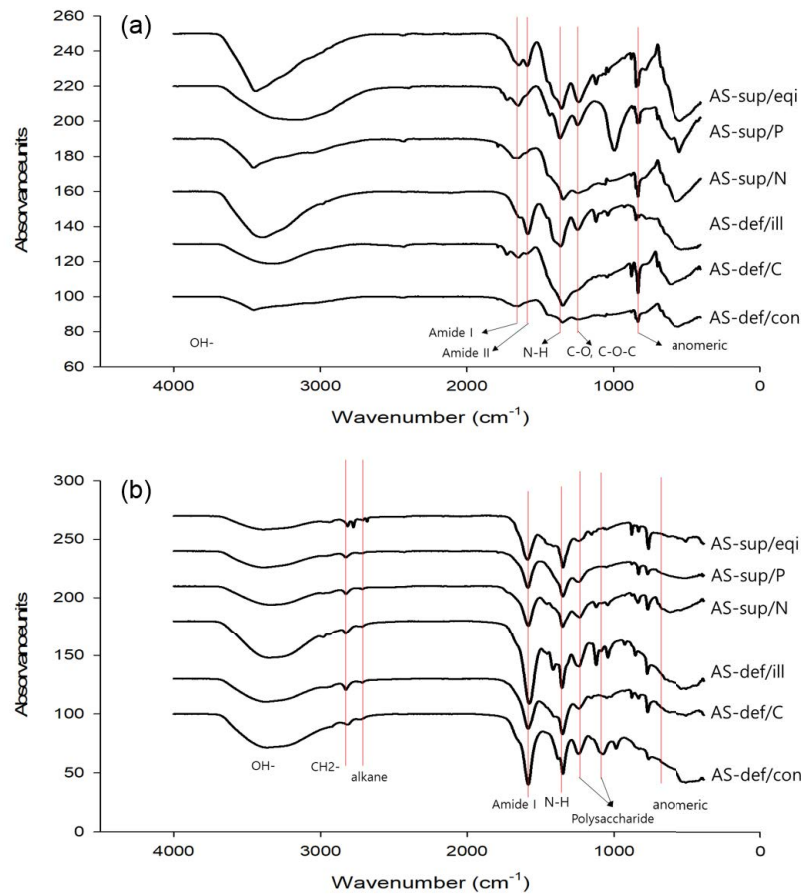 (a)
260
240
220
200
180
160
140
120
100
80
60
Absorvanceunits
AS-sup/eqi
AS-sup/P
AS-sup/N
AS-def/ill
AS-def/C
AS-def/con
OH-
Amide I
Amide II
N-H
C-O, C-O-C
anomeric
4000
3000
2000
1000
0
Wavenumber (cm-1)
(b)
300
250
200
150
100
50
0
Absorvanceunits
AS-sup/eqi
AS-sup/P
AS-sup/N
AS-def/ill
AS-def/C
AS-def/con
OH-
CH2-
alkane
Amide I
N-H
Polysaccharide
anomeric
4000
3000
2000
1000
0
Wavenumber (cm-1)